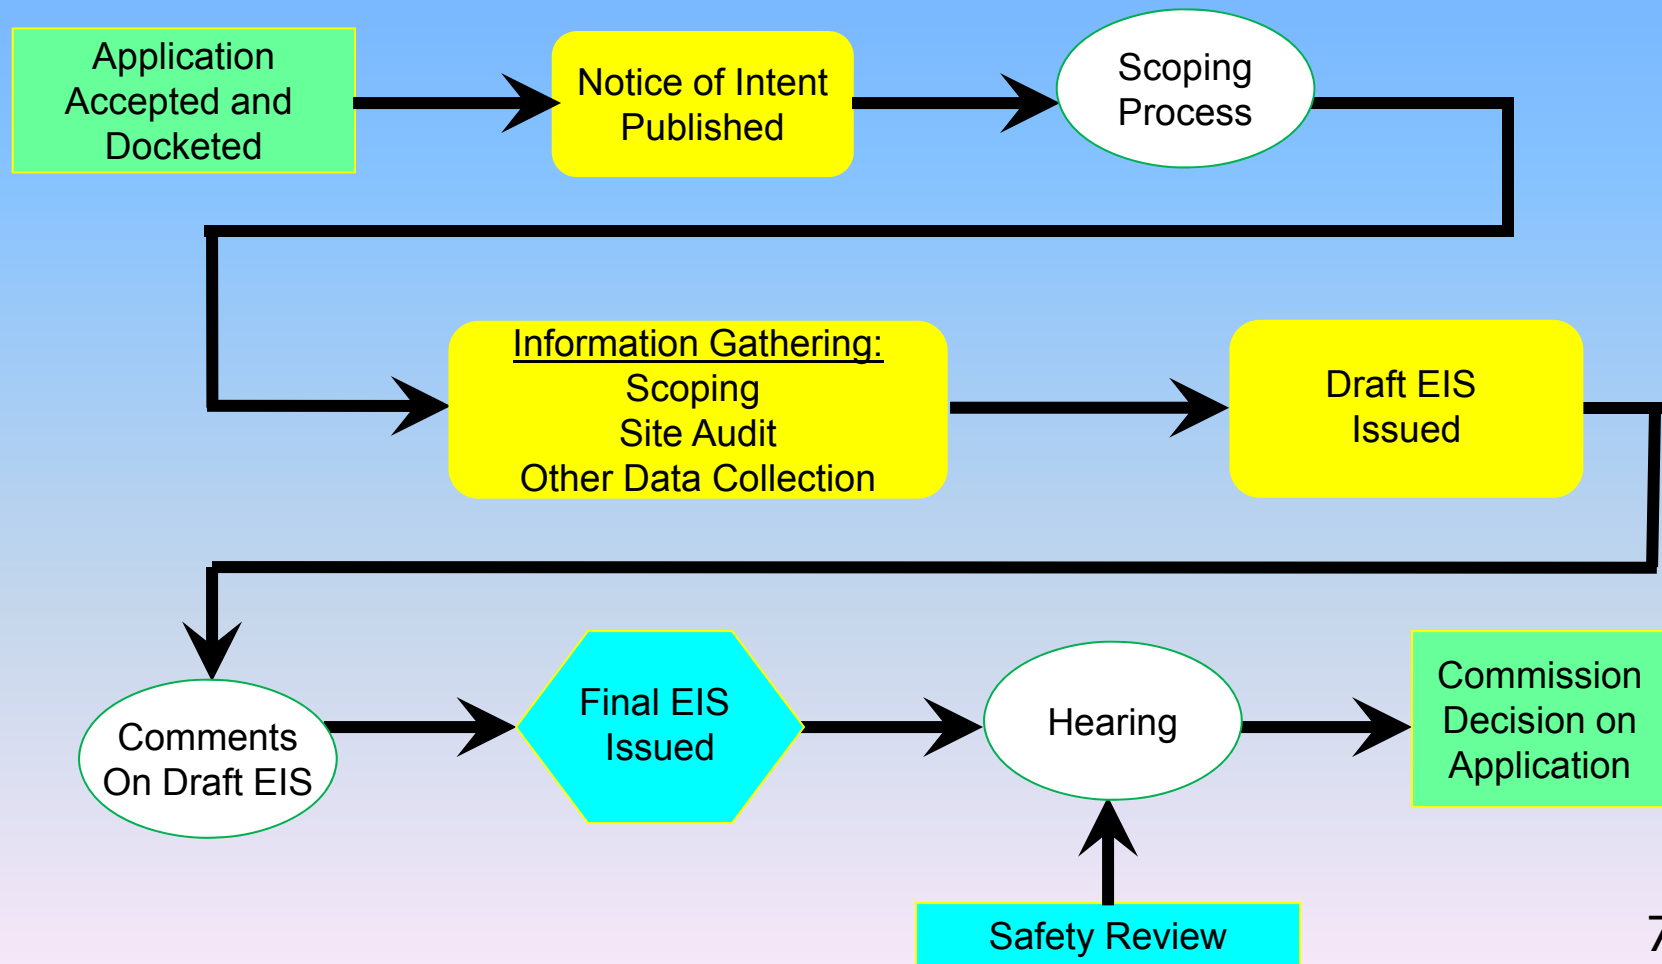 Application
Accepted and
Docketed
Notice of Intent
Published
Scoping
Process
Information Gathering:
Scoping
Site Audit
Other Data Collection
Draft EIS
Issued
Comments
On Draft EIS
Final EIS
Issued
Hearing
Commission
Decision on
Application
Safety Review
7